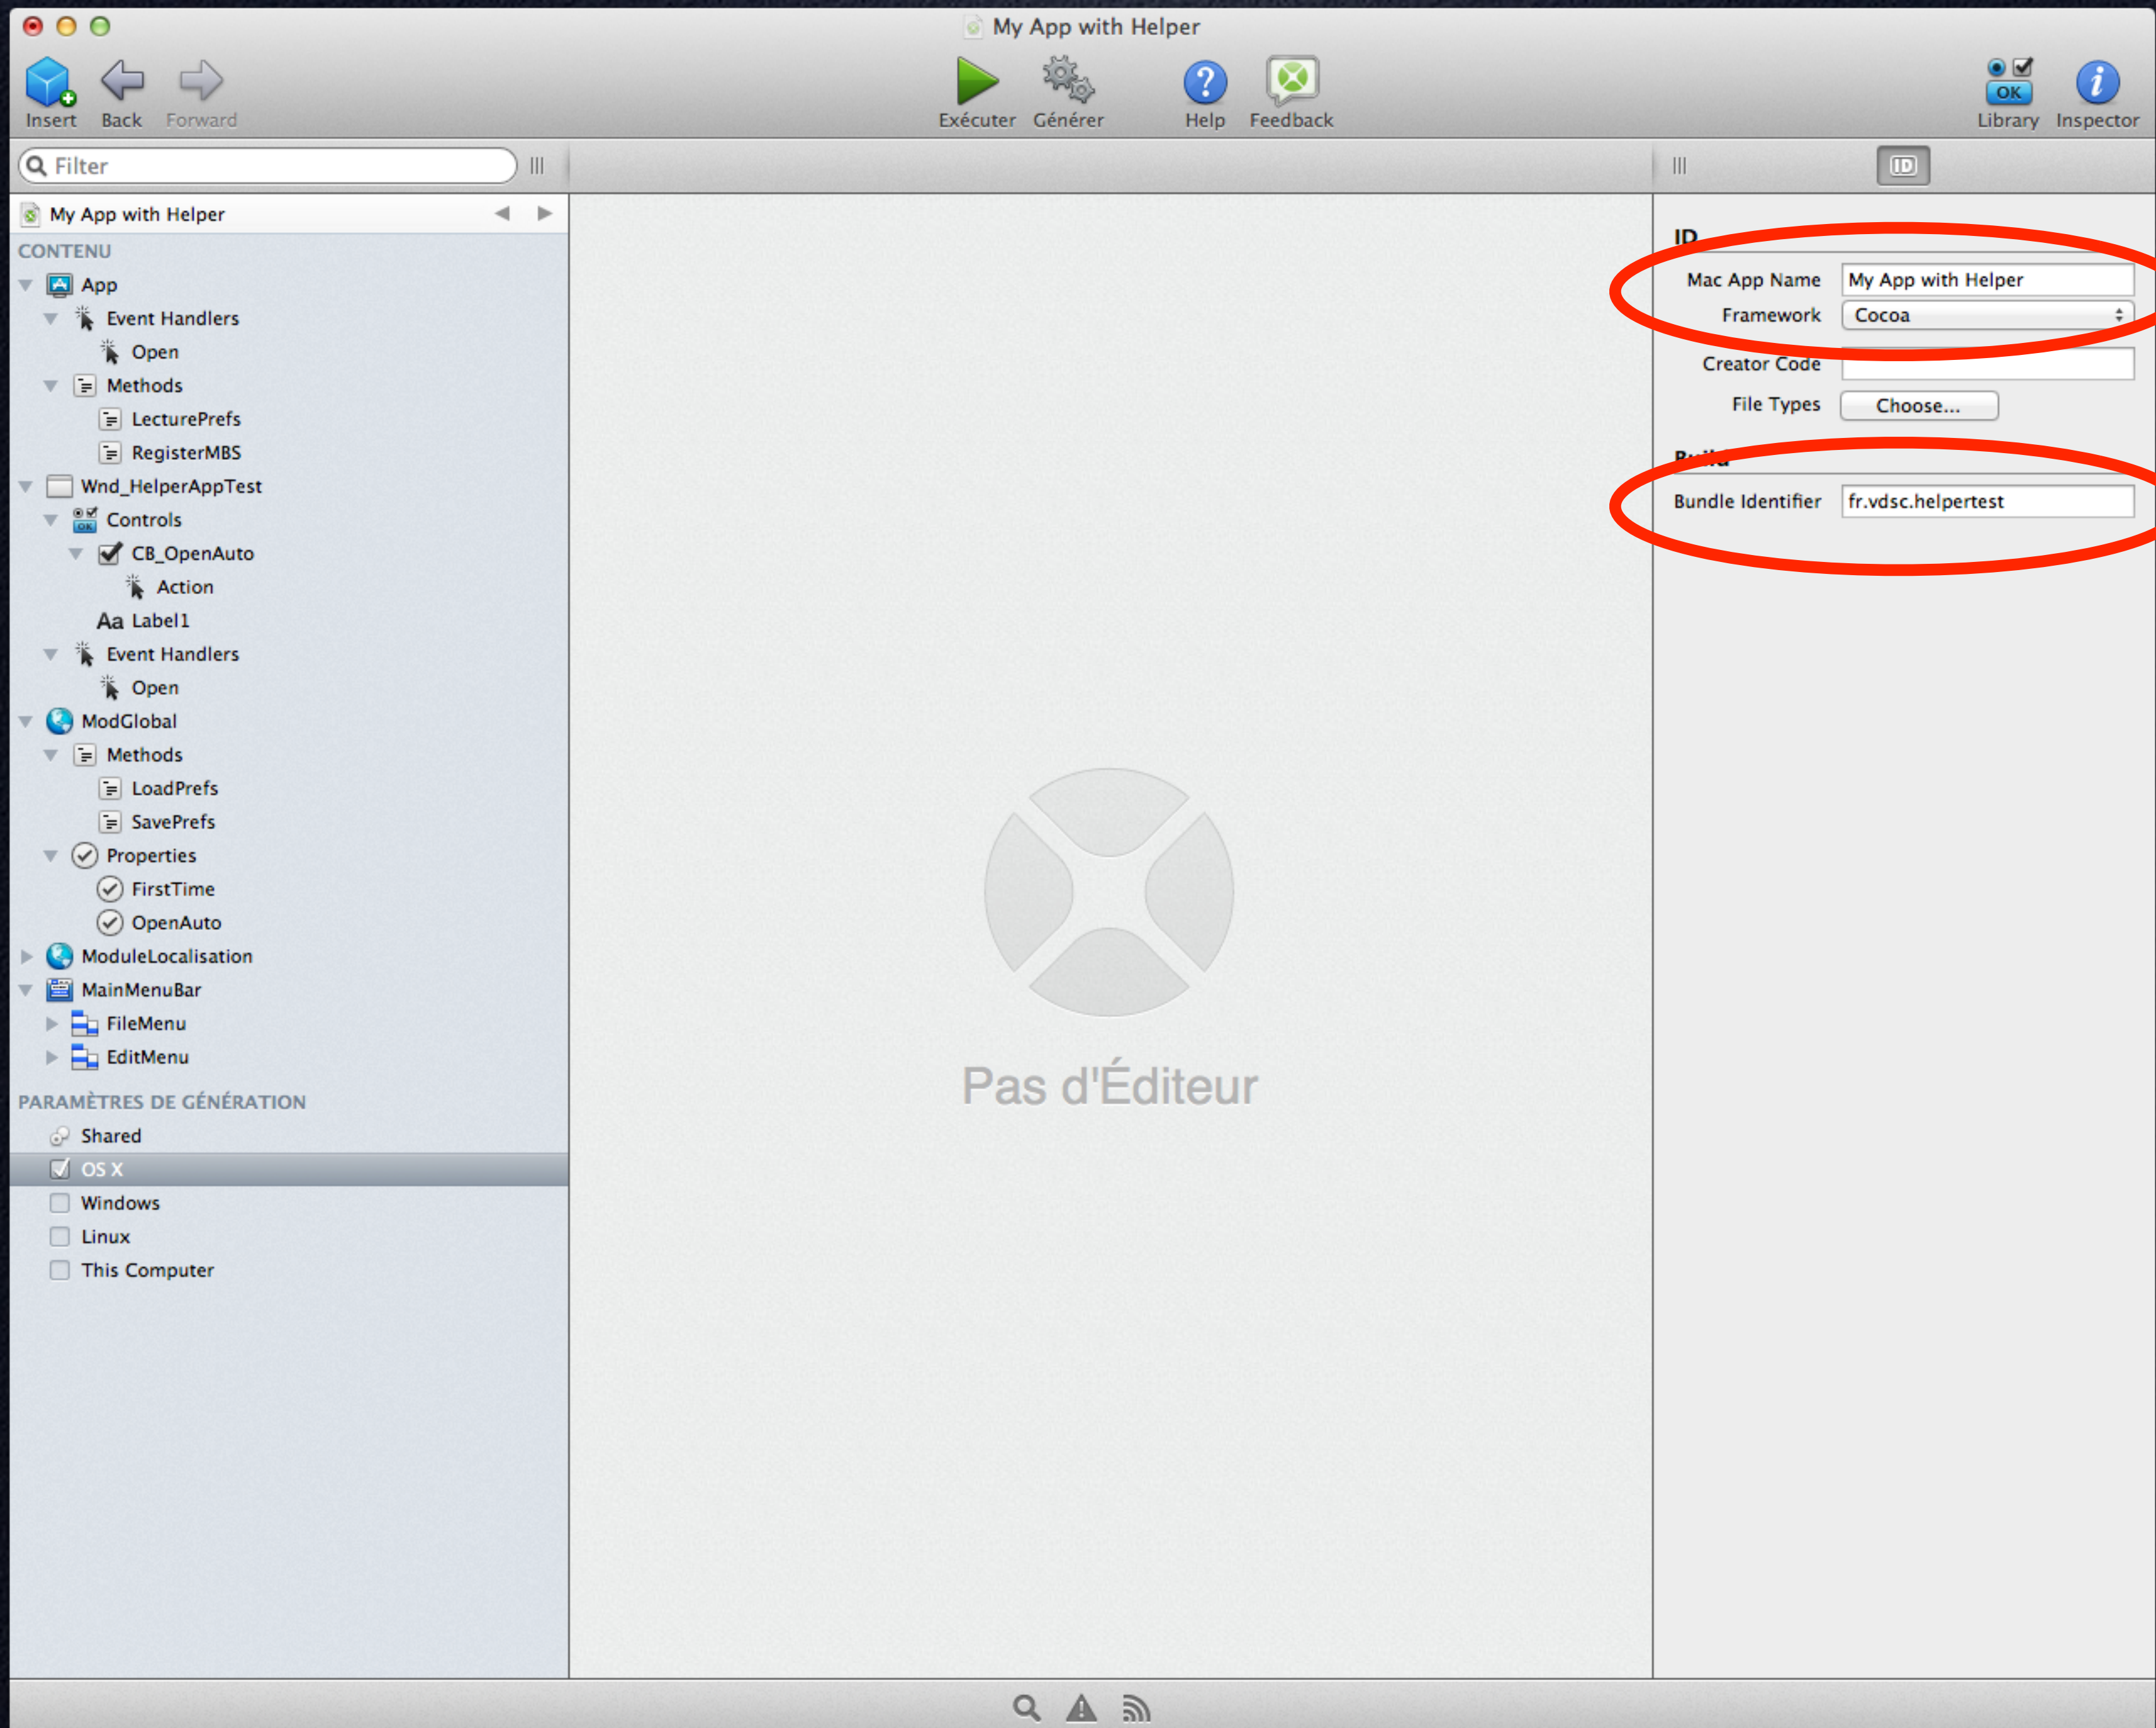 My App with Helper
Insert Back Forward Exécuter Générer Help Feedback Library Inspector
OK
Filter
ID
My App with Helper
CONTENU
App
Event Handlers
Open
Methods
LecturePrefs
RegisterMBS
Wnd_HelperAppTest
Controls
CB_OpenAuto
Action
Aa Label1
Event Handlers
Open
ModGlobal
Methods
LoadPrefs
SavePrefs
Properties
FirstTime
OpenAuto
ModuleLocalisation
MainMenuBar
FileMenu
EditMenu
PARAMÈTRES DE GÉNÉRATION
Shared
OS X
Windows
Linux
This Computer
Pas d'Éditeur
ID
Mac App Name My App with Helper
Framework Cocoa
Creator Code
File Types Choose...
Build
Bundle Identifier fr.vdsc.helpertest